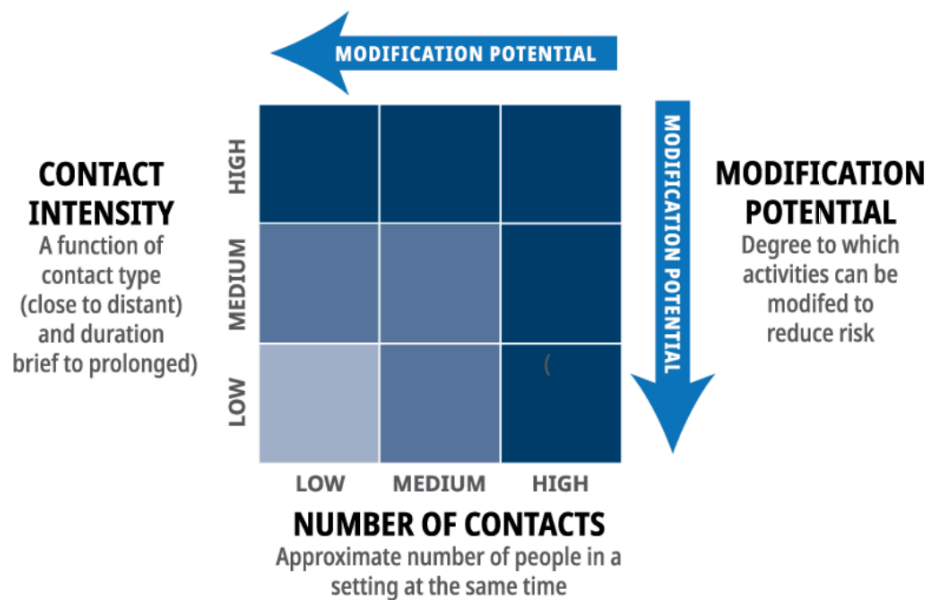 MODIFICATION POTENTIAL
CONTACT
INTENSITY
A function of
contact type
(close to distant)
and duration
brief to prolonged)
HIGH
MEDIUM
LOW
(
MODIFICATION POTENTIAL
MODIFICATION
POTENTIAL
Degree to which
activities can be
modifed to
reduce risk
LOW MEDIUM HIGH
NUMBER OF CONTACTS
Approximate number of people in a
setting at the same time